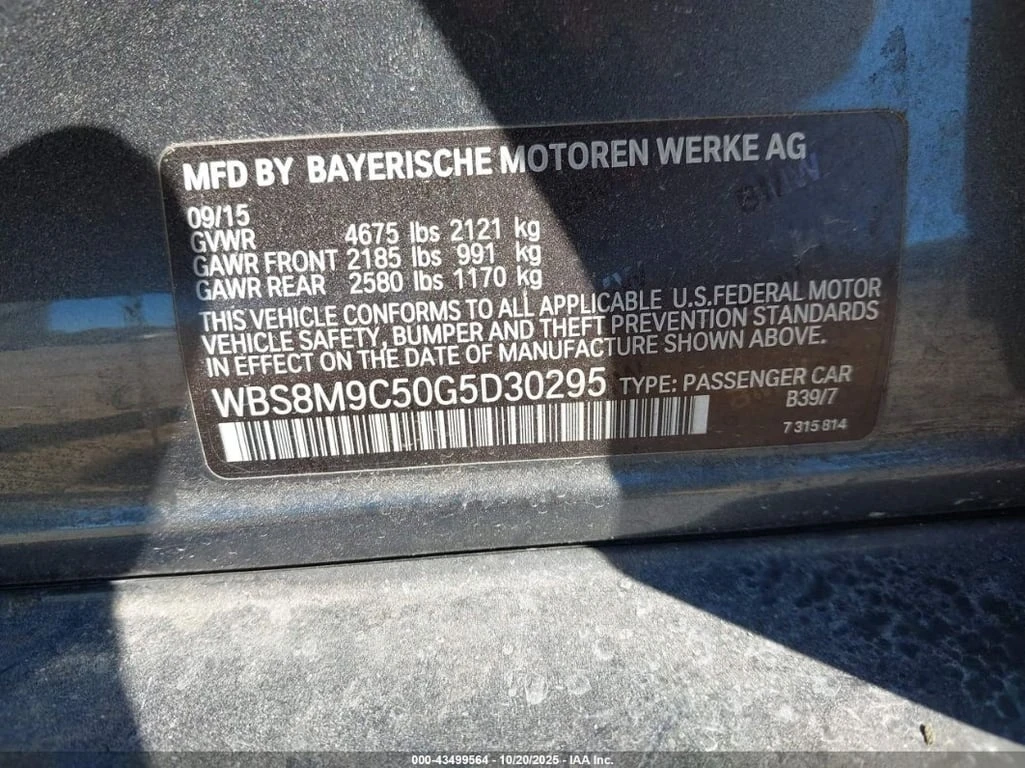 MFD BY BAYERISCHE MOTOREN WERKE AG
09/15
GVWR 4675 lbs 2121 kg
GAWR FRONT 2185 lbs 991 kg
GAWR REAR 2580 lbs 1170 kg
THIS VEHICLE CONFORMS TO ALL APPLICABLE U.S.FEDERAL MOTOR
VEHICLE SAFETY, BUMPER AND THEFT PREVENTION STANDARDS
IN EFFECT ON THE DATE OF MANUFACTURE SHOWN ABOVE.
WBS8M9C50G5D30295 TYPE: PASSENGER CAR
B39/7
7 315 814
000-43499564 - 10/20/2025 - IAA Inc.